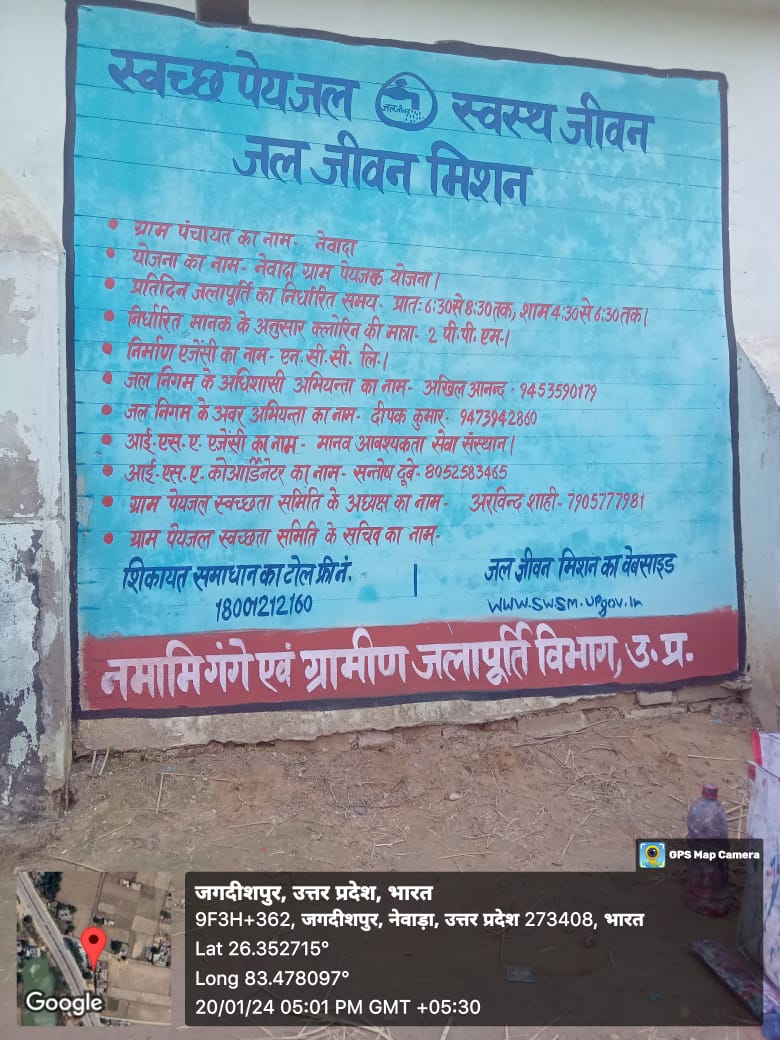 स्वच्छ पेयजल जल जीवन स्वस्थ जीवन
जल जीवन मिशन
• ग्राम पंचायत का नाम- नेवादा
• योजना का नाम- नेवादा ग्राम पेयजल योजना।
• प्रतिदिन जलापूर्ति का निर्धारित समय- प्रातः 6:30 से 8:30 तक, शाम 4:30 से 6:30 तक।
• निर्धारित मानक के अनुसार क्लोरिन की मात्रा- 2 पी.पी. एम.।
• निर्माण एजेंसी का नाम- एन. सी. सी. लि.।
• जल निगम के अधिशासी अभियन्ता का नाम- अखिल आनन्द - 9453590179
• जल निगम के अवर अभियन्ता का नाम- दीपक कुमार- 9473942860
• आई.एस. ए. एजेंसी का नाम- मानव आवश्यकता सेवा संस्थान।
• आई.एस.ए. कोआर्डिनेटर का नाम- सन्तोष दूबे- 8052583465
• ग्राम पेयजल स्वच्छता समिति के अध्यक्ष का नाम- अरविन्द शाही- 7905777981
• ग्राम पेयजल स्वच्छता समिति के सचिव का नाम-
शिकायत समाधान का टोल फ्री नं. | जल जीवन मिशन का वेबसाइड
18001212160 www.swsm.upgov.in
नमामि गंगे एवं ग्रामीण जलापूर्ति विभाग, उ. प्र.
GPS Map Camera
जगदीशपुर, उत्तर प्रदेश, भारत
9F3H+362, जगदीशपुर, नेवाड़ा, उत्तर प्रदेश 273408, भारत
Lat 26.352715°
Long 83.478097°
20/01/24 05:01 PM GMT +05:30
Google